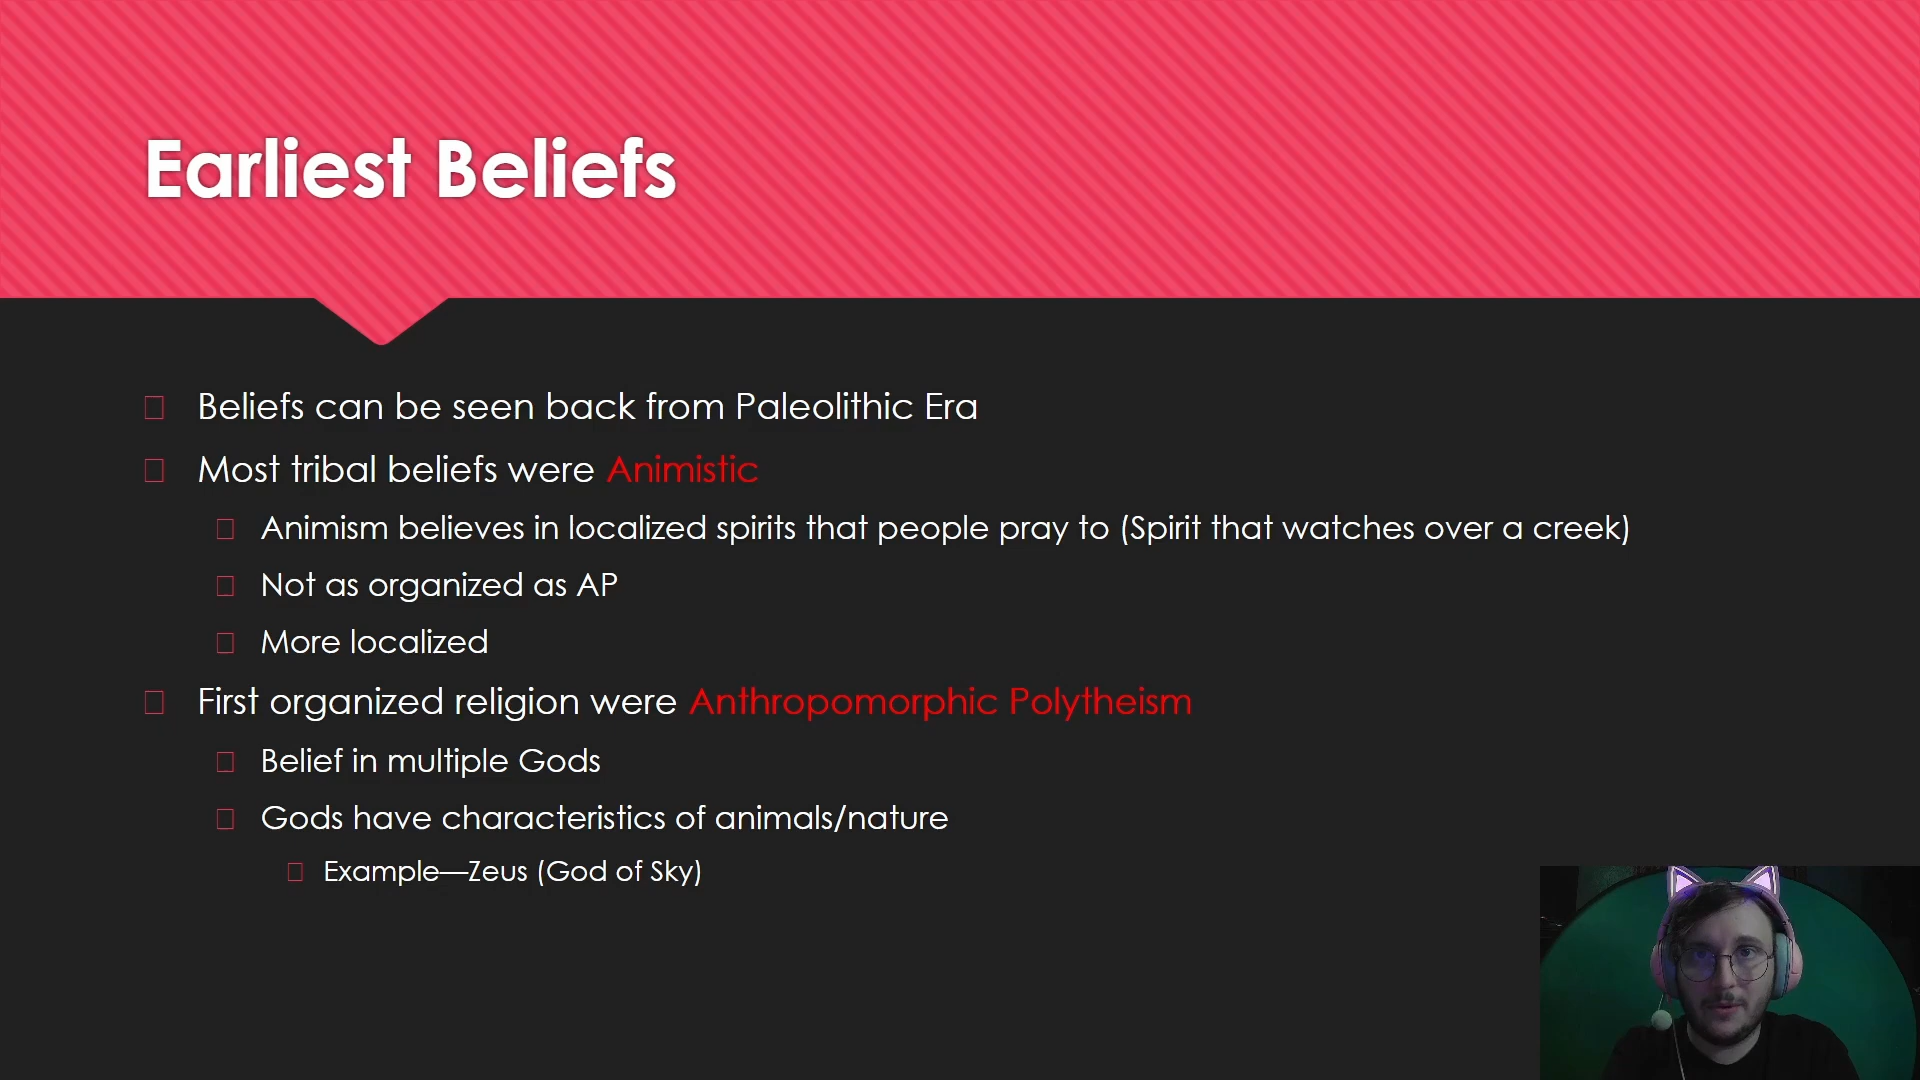 Earliest Beliefs
Beliefs can be seen back from Paleolithic Era
Most tribal beliefs were Animistic
Animism believes in localized spirits that people pray to (Spirit that watches over a creek)
Not as organized as AP
More localized
First organized religion were Anthropomorphic Polytheism
Belief in multiple Gods
Gods have characteristics of animals/nature
Example—Zeus (God of Sky)